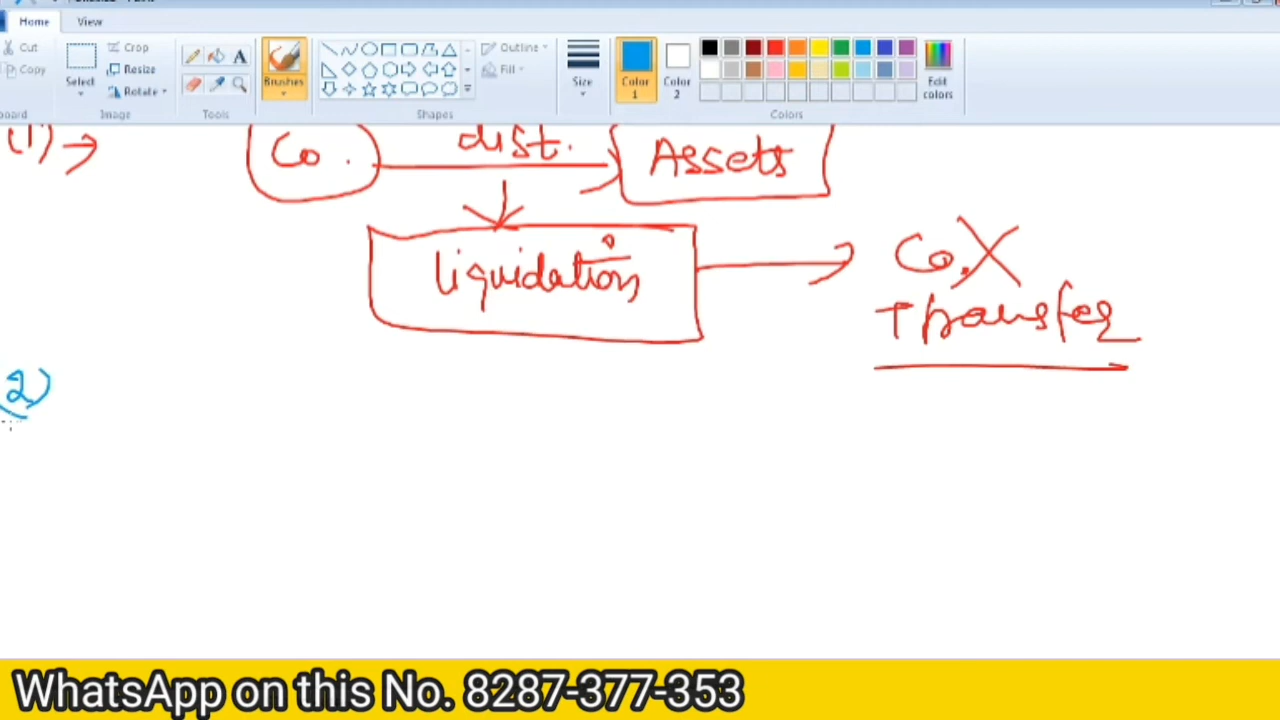 Home View
Cut
Copy
Select
Crop
Resize
Rotate
Brushes
Outline
Fill
Size
Color 1
Color 2
Edit colors
board
Image
Tools
Shapes
Colors
(1) → Co. dist. Assets
liquidation Co. X
Transfer
2)
WhatsApp on this No. 8287-377-353